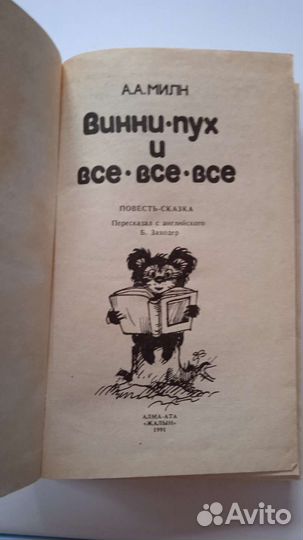 А.А.МИЛН
Винни-пух
и
все-все-все
ПОВЕСТЬ-СКАЗКА
Пересказал с английского
Б. Заходер
АЛМА-АТА
«ЖАЛЫН»
1991
Avito